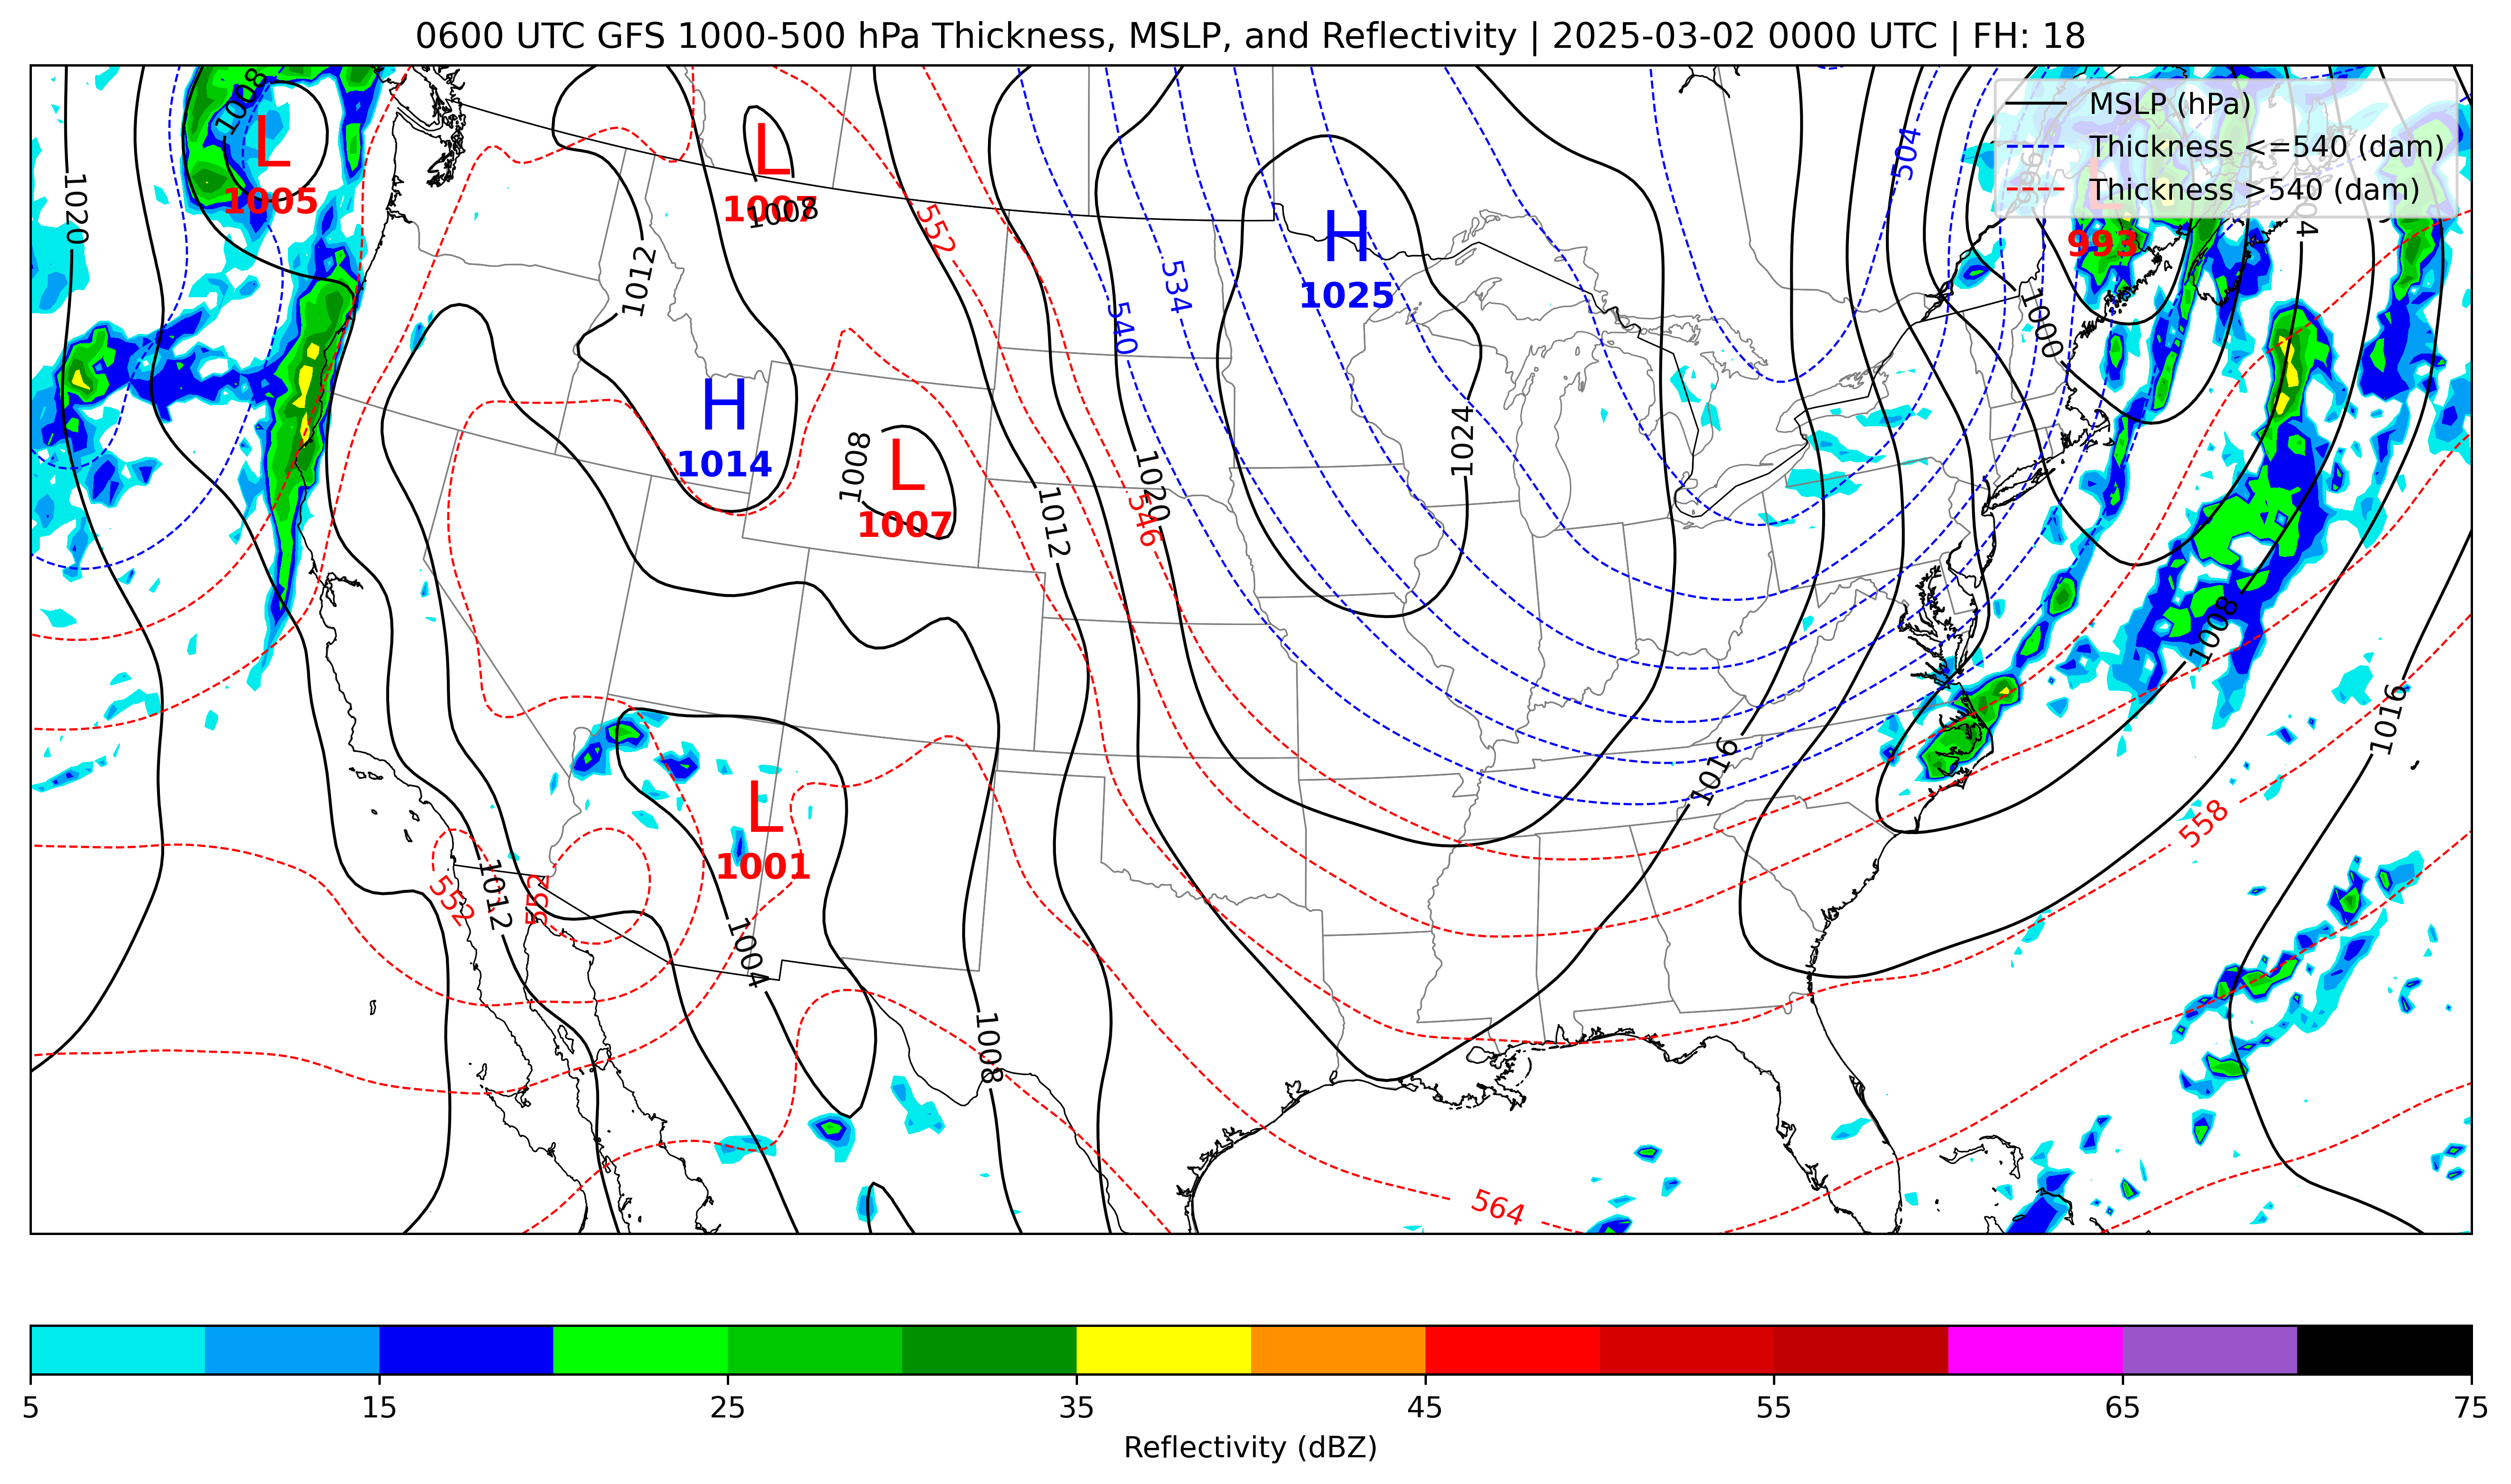 0600 UTC GFS 1000-500 hPa Thickness, MSLP, and Reflectivity | 2025-03-02 0000 UTC | FH: 18
MSLP (hPa)
Thickness <=540 (dam)
Thickness >540 (dam)
1008
L
1005
1020
L
1007
1008
552
1012
H
1025
504
534
540
L
993
1000
H
1014
1008
L
1007
1012
1020
546
1024
1008
1016
1016
L
1001
552
1012
552
1004
558
1008
564
5 15 25 35 45 55 65 75
Reflectivity (dBZ)